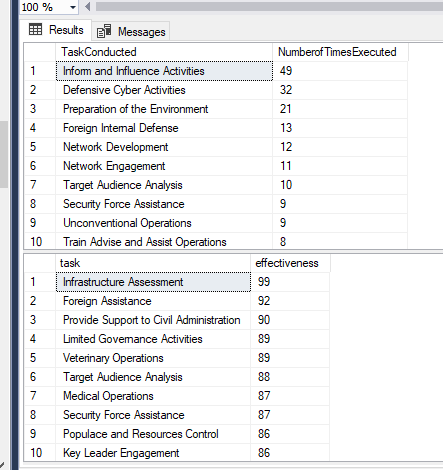 100 %
Results Messages
TaskConducted NumberofTimesExecuted
1 Inform and Influence Activities 49
2 Defensive Cyber Activities 32
3 Preparation of the Environment 21
4 Foreign Internal Defense 13
5 Network Development 12
6 Network Engagement 11
7 Target Audience Analysis 10
8 Security Force Assistance 9
9 Unconventional Operations 9
10 Train Advise and Assist Operations 8
task effectiveness
1 Infrastructure Assessment 99
2 Foreign Assistance 92
3 Provide Support to Civil Administration 90
4 Limited Governance Activities 89
5 Veterinary Operations 89
6 Target Audience Analysis 88
7 Medical Operations 87
8 Security Force Assistance 87
9 Populace and Resources Control 86
10 Key Leader Engagement 86